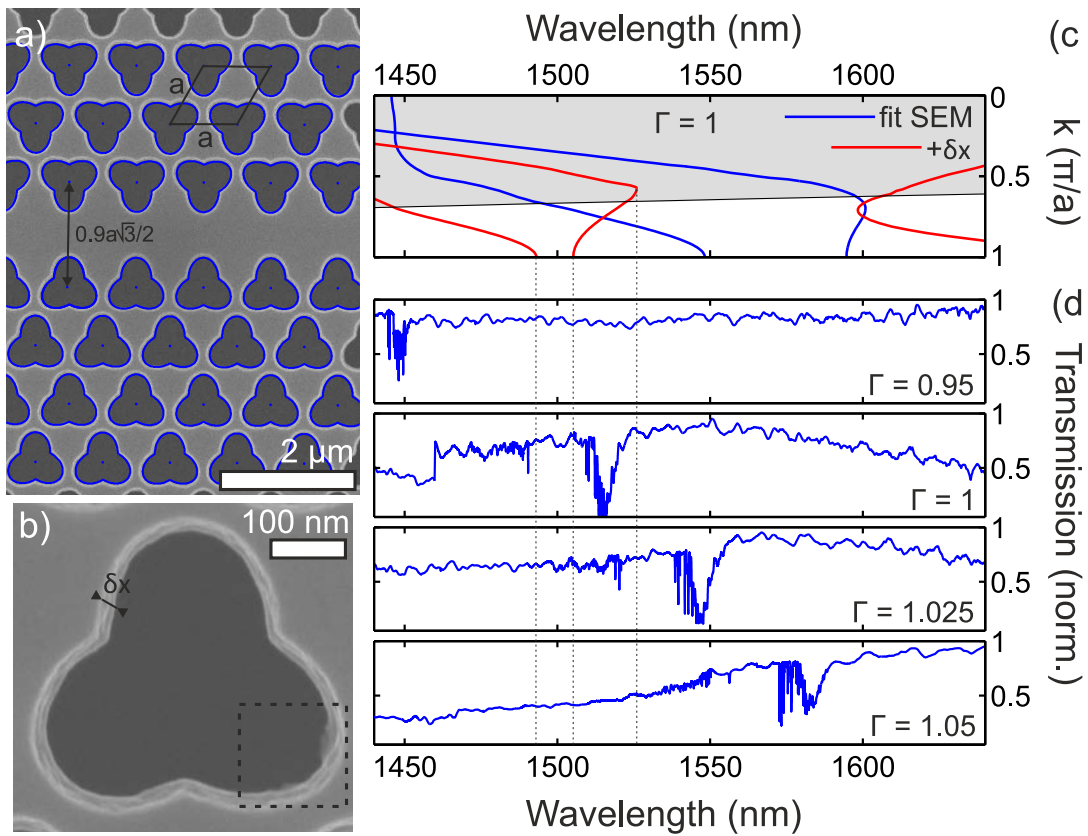 a)
a
a
0.9a√3/2
2 μm
b)
100 nm
δx
Wavelength (nm)
(c
1450 1500 1550 1600
Γ = 1
fit SEM
+δx
0
0.5
1
k (π/a)
(d
1
0.5
Γ = 0.95
1
0.5
Γ = 1
1
0.5
Γ = 1.025
1
0.5
Γ = 1.05
Transmission (norm.)
1450 1500 1550 1600
Wavelength (nm)